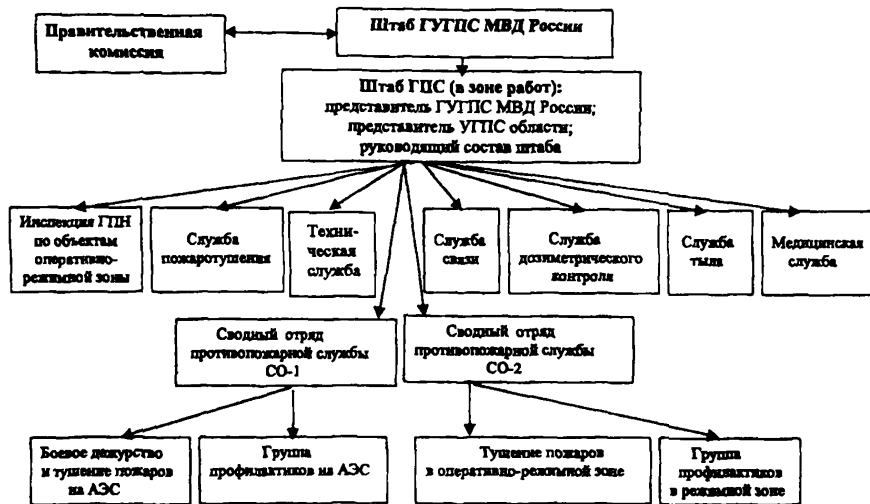 Правительственная
комиссия
Штаб ГУГПС МВД России
Штаб ГПС (в зоне работ):
представитель ГУГПС МВД России;
представитель УГПС области;
руководящий состав штаба
Инспекция ГПН
по объектам
оперативно-
режимной зоны
Служба
пожаротушения
Техни-
ческая
служба
Служба
связи
Служба
дозиметрического
контроля
Служба
тыла
Медицинская
служба
Сводный отряд
противопожарной службы
СО-1
Сводный отряд
противопожарной службы
СО-2
Боевое дежурство
и тушение пожаров
на АЭС
Группа
профилактиков на АЭС
Тушение пожаров
в оперативно-режимной зоне
Группа
профилактиков
в режимной зоне